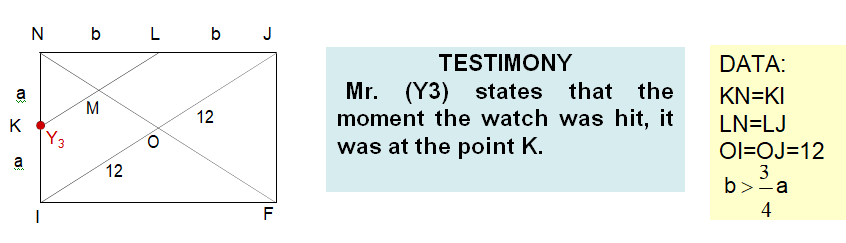 N b L b J
a
M
12
K
Y3
O
a
12
I F
TESTIMONY
Mr. (Y3) states that the
moment the watch was hit, it
was at the point K.
DATA:
KN=KI
LN=LJ
OI=OJ=12
b > 3/4 a